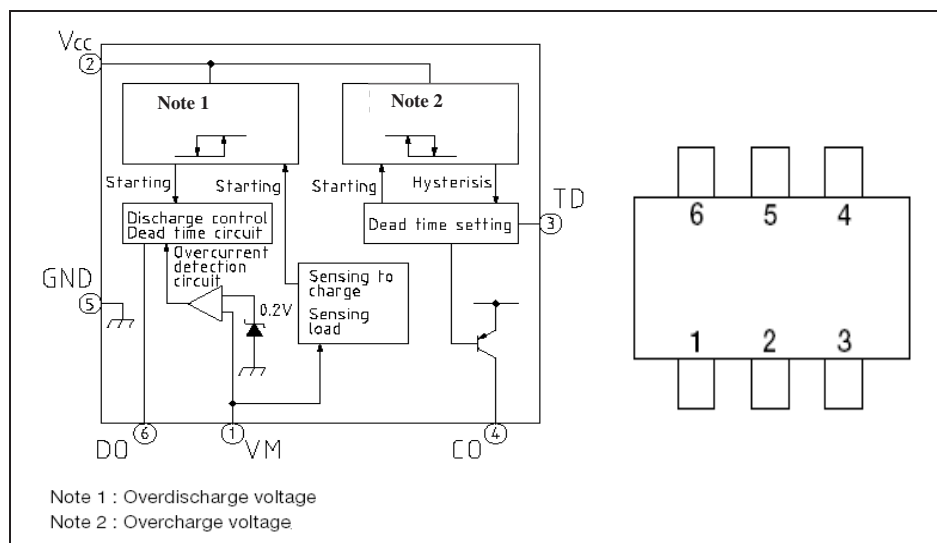 Vcc
2
Note 1
Note 2
Starting
Starting
Starting
Hysterisis
TD
3
Discharge control
Dead time circuit
Dead time setting
Overcurrent
detection
circuit
GND
5
0.2V
Sensing to
charge
Sensing
load
DO
6
1
VM
CO
4
6
5
4
1
2
3
Note 1 : Overdischarge voltage
Note 2 : Overcharge voltage